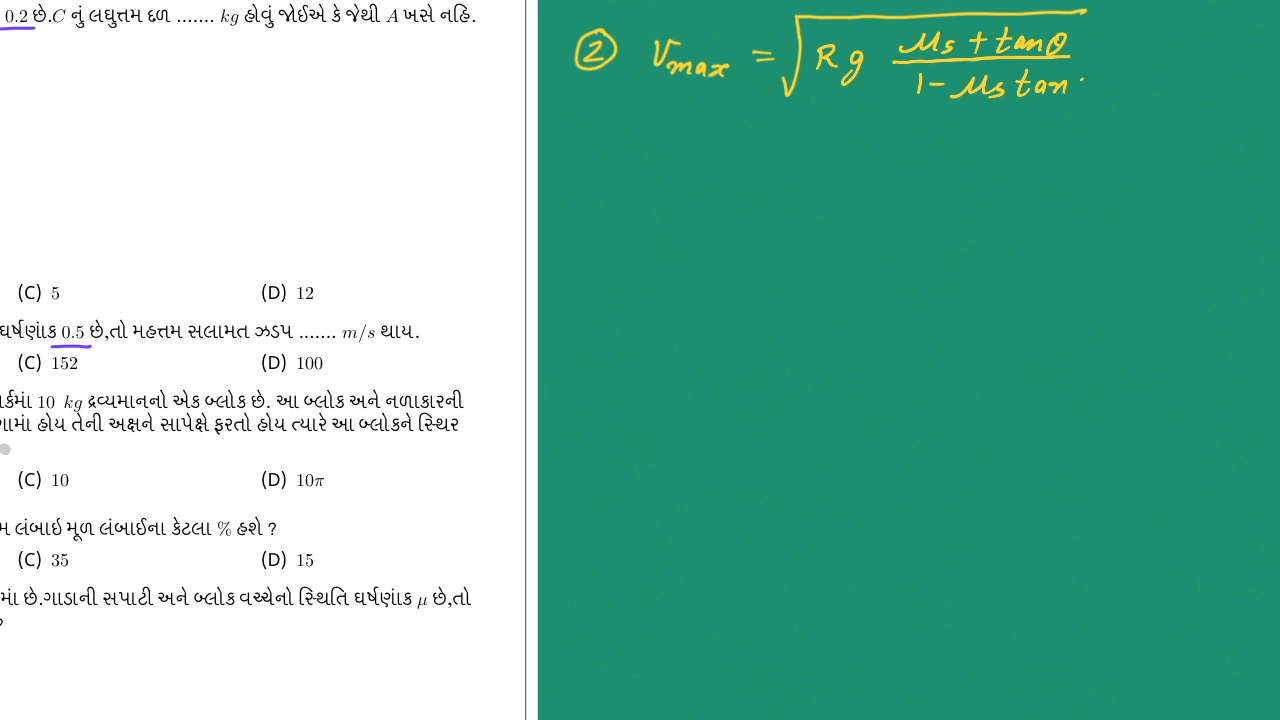 0.2 છે.C નું લઘુત્તમ દળ ....... kg હોવું જોઈએ કે જેથી A ખસે નહિ.
(C) 5 (D) 12
ઘર્ષણાંક 0.5 છે,તો મહત્તમ સલામત ઝડપ ....... m/s થાય.
(C) 152 (D) 100
10 kg દ્રવ્યમાનનો એક બ્લોક છે. આ બ્લોક અને નળાકારની
હોય તેની અક્ષને સાપેક્ષે ફરતો હોય ત્યારે આ બ્લોકને સ્થિર
(C) 10 (D) 10π
લંબાઇ મૂળ લંબાઈના કેટલા % હશે ?
(C) 35 (D) 15
છે.ગાડાની સપાટી અને બ્લોક વચ્ચેનો સ્થિતિ ઘર્ષણાંક μ છે,તો
② Vmax = √(Rg (μs + tanθ)/(1 - μs tan